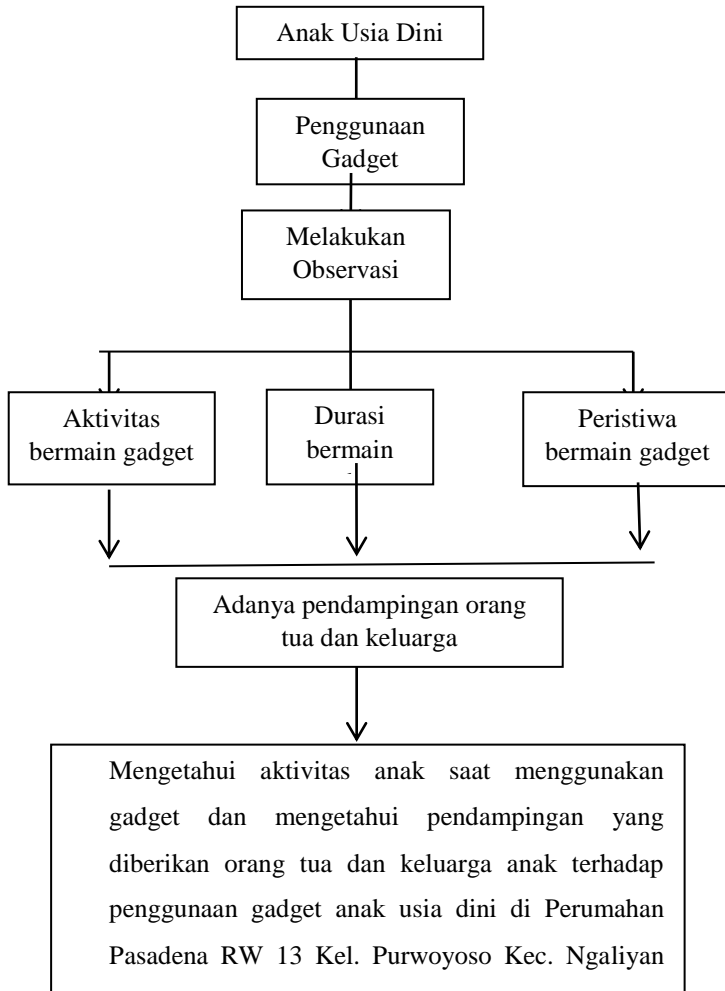 Anak Usia Dini
Penggunaan
Gadget
Melakukan
Observasi
Aktivitas
bermain gadget
Durasi
bermain
Peristiwa
bermain gadget
Adanya pendampingan orang
tua dan keluarga
Mengetahui aktivitas anak saat menggunakan
gadget dan mengetahui pendampingan yang
diberikan orang tua dan keluarga anak terhadap
penggunaan gadget anak usia dini di Perumahan
Pasadena RW 13 Kel. Purwoyoso Kec. Ngaliyan